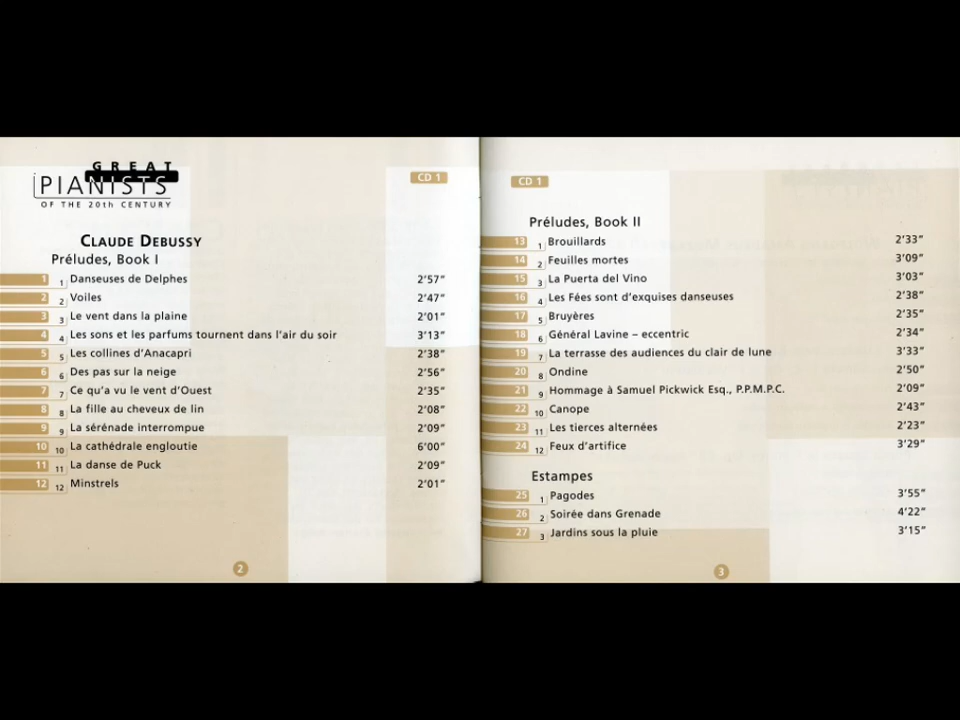 GREAT
PIANISTS
OF THE 20th CENTURY
CD 1
CLAUDE DEBUSSY
Préludes, Book I
1 1 Danseuses de Delphes 2’57”
2 2 Voiles 2’47”
3 3 Le vent dans la plaine 2’01”
4 4 Les sons et les parfums tournent dans l’air du soir 3’13”
5 5 Les collines d’Anacapri 2’38”
6 6 Des pas sur la neige 2’56”
7 7 Ce qu’a vu le vent d’Ouest 2’35”
8 8 La fille au cheveux de lin 2’08”
9 9 La sérénade interrompue 2’09”
10 10 La cathédrale engloutie 6’00”
11 11 La danse de Puck 2’09”
12 12 Minstrels 2’01”
2
CD 1
Préludes, Book II
13 1 Brouillards 2’33”
14 2 Feuilles mortes 3’09”
15 3 La Puerta del Vino 3’03”
16 4 Les Fées sont d’exquises danseuses 2’38”
17 5 Bruyères 2’35”
18 6 Général Lavine – eccentric 2’34”
19 7 La terrasse des audiences du clair de lune 3’33”
20 8 Ondine 2’50”
21 9 Hommage à Samuel Pickwick Esq., P.P.M.P.C. 2’09”
22 10 Canope 2’43”
23 11 Les tierces alternées 2’23”
24 12 Feux d’artifice 3’29”
Estampes
25 1 Pagodes 3’55”
26 2 Soirée dans Grenade 4’22”
27 3 Jardins sous la pluie 3’15”
3